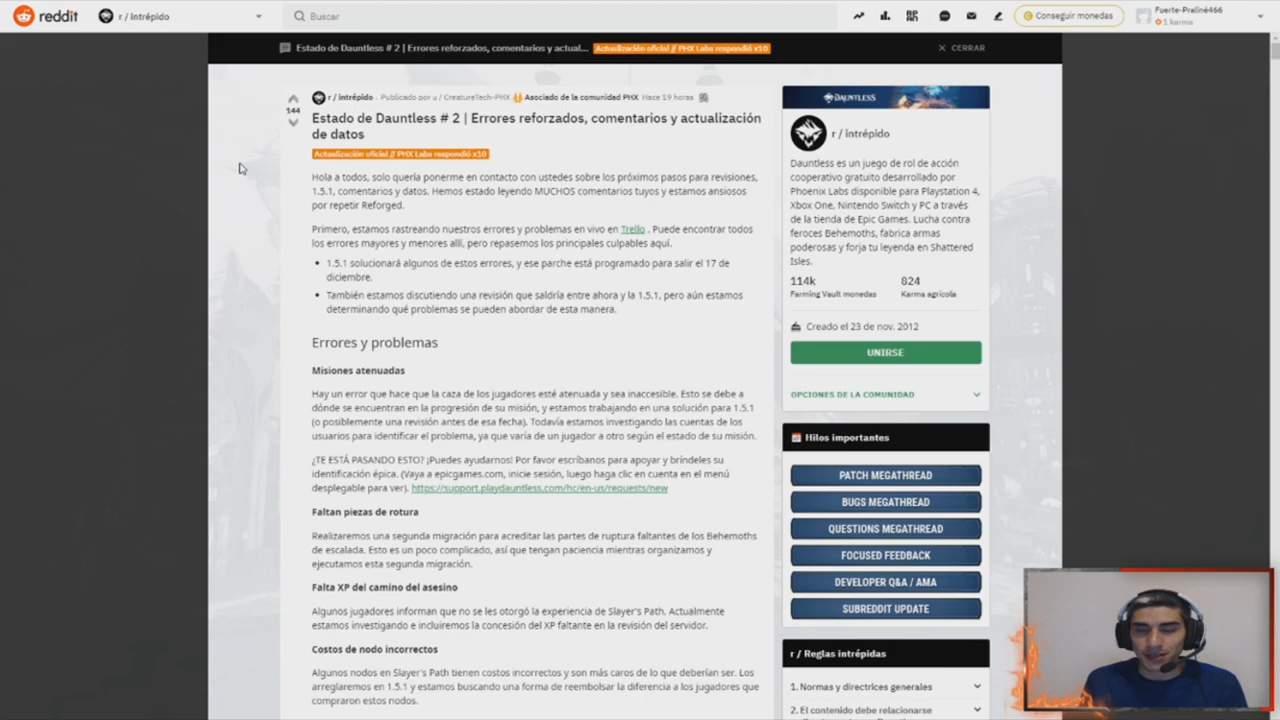 reddit
r / Intrépido
Buscar
Conseguir monedas
Fuerte-Praliné466
1 karma
Estado de Dauntless # 2 | Errores reforzados, comentarios y actual...
Actualización oficial // PHX Labs respondió x10
CERRAR
144
r / intrépido - Publicado por u / CreatureTech-PHX Asociado de la comunidad PHX Hace 19 horas
Estado de Dauntless # 2 | Errores reforzados, comentarios y actualización
de datos
Actualización oficial // PHX Labs respondió x10
Hola a todos, solo quería ponerme en contacto con ustedes sobre los próximos pasos para revisiones,
1.5.1, comentarios y datos. Hemos estado leyendo MUCHOS comentarios tuyos y estamos ansiosos
por repetir Reforged.
Primero, estamos rastreando nuestros errores y problemas en vivo en Trello . Puede encontrar todos
los errores mayores y menores allí, pero repasemos los principales culpables aquí.
• 1.5.1 solucionará algunos de estos errores, y ese parche está programado para salir el 17 de
diciembre.
• También estamos discutiendo una revisión que saldría entre ahora y la 1.5.1, pero aún estamos
determinando qué problemas se pueden abordar de esta manera.
Errores y problemas
Misiones atenuadas
Hay un error que hace que la caza de los jugadores esté atenuada y sea inaccesible. Esto se debe a
dónde se encuentran en la progresión de su misión, y estamos trabajando en una solución para 1.5.1
(o posiblemente una revisión antes de esa fecha). Todavía estamos investigando las cuentas de los
usuarios para identificar el problema, ya que varía de un jugador a otro según el estado de su misión.
¿TE ESTÁ PASANDO ESTO? ¡Puedes ayudarnos! Por favor escríbanos para apoyar y bríndeles su
identificación épica. (Vaya a epicgames.com, inicie sesión, luego haga clic en cuenta en el menú
desplegable para ver). https://support.playdauntless.com/hc/en-us/requests/new
Faltan piezas de rotura
Realizaremos una segunda migración para acreditar las partes de ruptura faltantes de los Behemoths
de escalada. Esto es un poco complicado, así que tengan paciencia mientras organizamos y
ejecutamos esta segunda migración.
Falta XP del camino del asesino
Algunos jugadores informan que no se les otorgó la experiencia de Slayer's Path. Actualmente
estamos investigando e incluiremos la concesión del XP faltante en la revisión del servidor.
Costos de nodo incorrectos
Algunos nodos en Slayer's Path tienen costos incorrectos y son más caros de lo que deberían ser. Los
arreglaremos en 1.5.1 y estamos buscando una forma de reembolsar la diferencia a los jugadores que
compraron estos nodos.
DAUNTLESS
r / intrépido
Dauntless es un juego de rol de acción
cooperativo gratuito desarrollado por
Phoenix Labs disponible para Playstation 4,
Xbox One, Nintendo Switch y PC a través
de la tienda de Epic Games. Lucha contra
feroces Behemoths, fabrica armas
poderosas y forja tu leyenda en Shattered
Isles.
114k 824
Farming Vault monedas Karma agrícola
Creado el 23 de nov. 2012
UNIRSE
OPCIONES DE LA COMUNIDAD
Hilos importantes
PATCH MEGATHREAD
BUGS MEGATHREAD
QUESTIONS MEGATHREAD
FOCUSED FEEDBACK
DEVELOPER Q&A / AMA
SUBREDDIT UPDATE
r / Reglas intrépidas
1. Normas y directrices generales
2. El contenido debe relacionarse